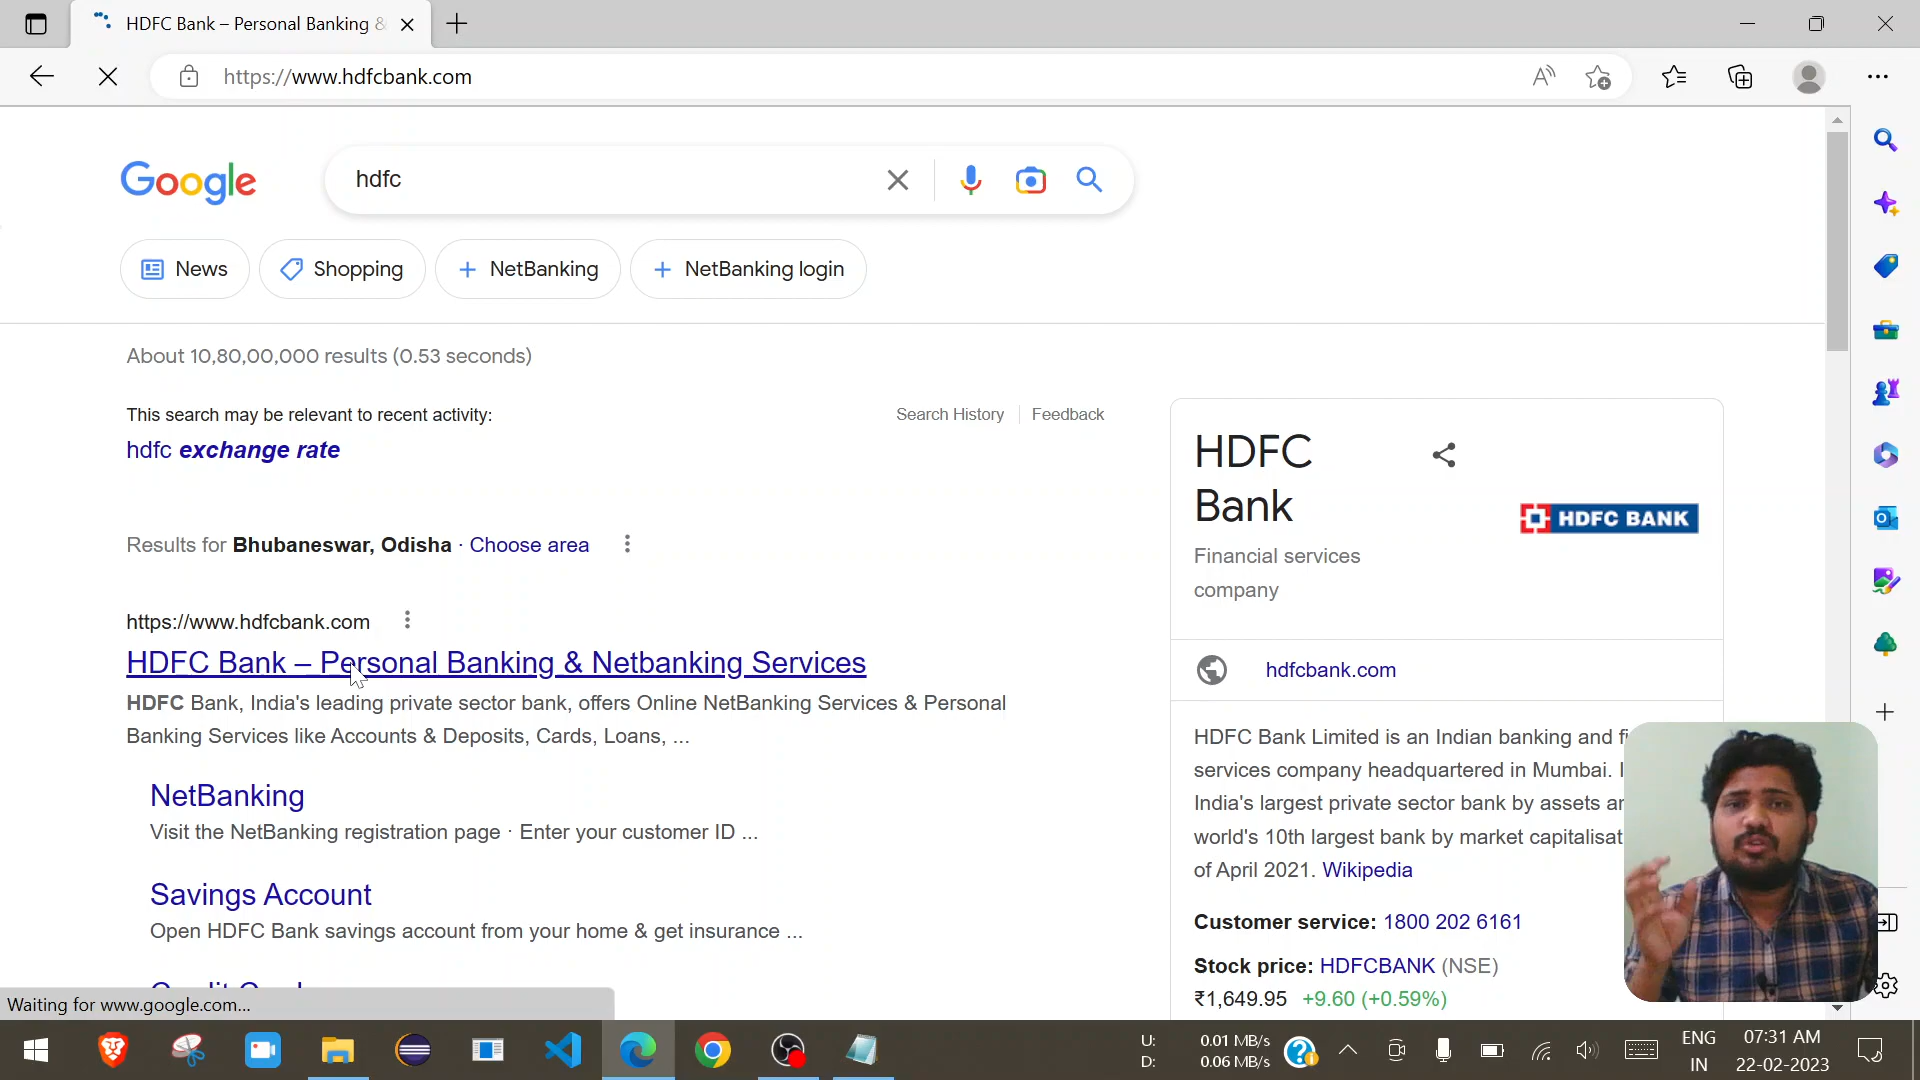 HDFC Bank – Personal Banking &
https://www.hdfcbank.com
Google
hdfc
News
Shopping
NetBanking
NetBanking login
About 10,80,00,000 results (0.53 seconds)
This search may be relevant to recent activity:
Search History
Feedback
hdfc exchange rate
Results for Bhubaneswar, Odisha · Choose area
https://www.hdfcbank.com
HDFC Bank – Personal Banking & Netbanking Services
HDFC Bank, India's leading private sector bank, offers Online NetBanking Services & Personal
Banking Services like Accounts & Deposits, Cards, Loans, ...
NetBanking
Visit the NetBanking registration page · Enter your customer ID ...
Savings Account
Open HDFC Bank savings account from your home & get insurance ...
HDFC
Bank
HDFC BANK
Financial services
company
hdfcbank.com
HDFC Bank Limited is an Indian banking and
services company headquartered in Mumbai.
India's largest private sector bank by assets
world's 10th largest bank by market
of April 2021. Wikipedia
Customer service: 1800 202 6161
Stock price: HDFCBANK (NSE)
₹1,649.95 +9.60 (+0.59%)
Waiting for www.google.com...
U: 0.01 MB/s
D: 0.06 MB/s
ENG
IN
07:31 AM
22-02-2023